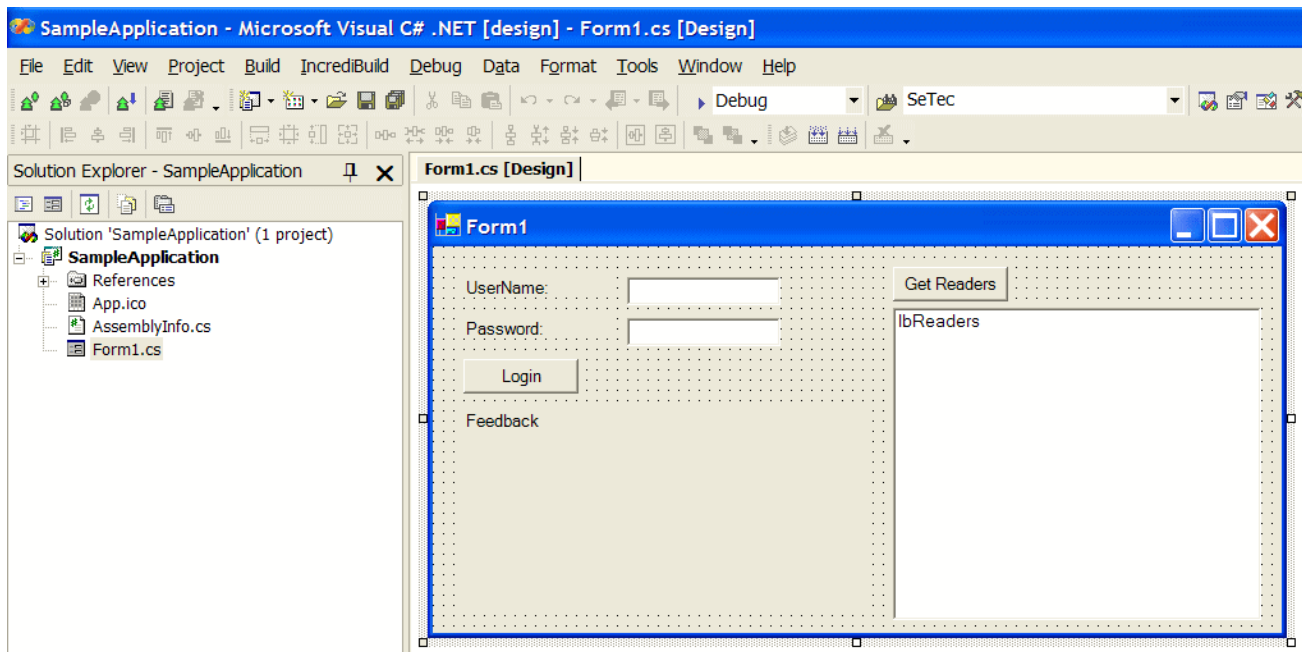 SampleApplication - Microsoft Visual C# .NET [design] - Form1.cs [Design]
File Edit View Project Build IncrediBuild Debug Data Format Tools Window Help
Debug SeTec
Solution Explorer - SampleApplication
Form1.cs [Design]
Solution 'SampleApplication' (1 project)
SampleApplication
References
App.ico
AssemblyInfo.cs
Form1.cs
Form1
UserName:
Password:
Login
Feedback
Get Readers
lbReaders